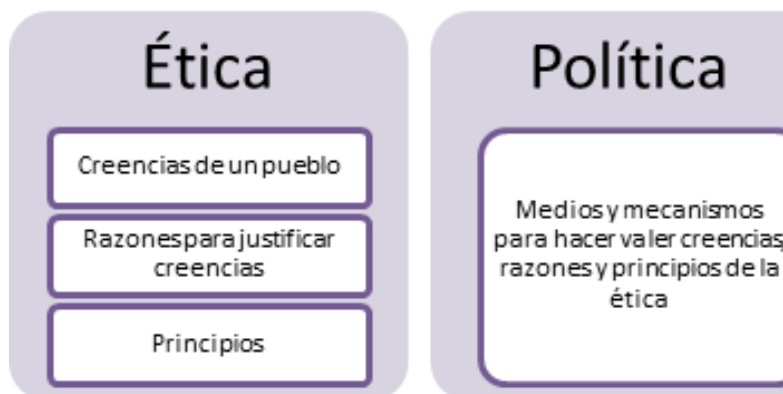 Ética
Creencias de un pueblo
Razones para justificar
creencias
Principios
Política
Medios y mecanismos
para hacer valer creencias,
razones y principios de la
ética